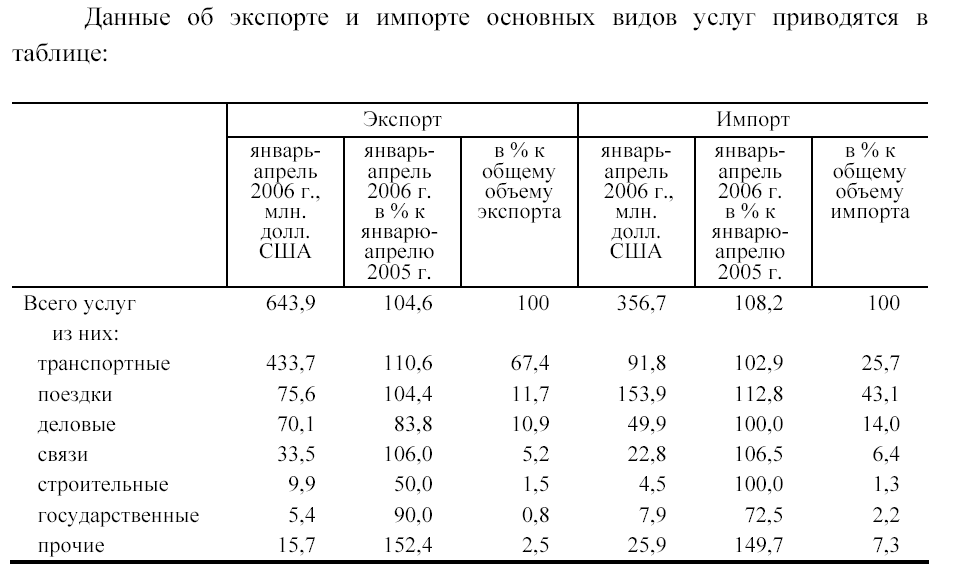 Данные об экспорте и импорте основных видов услуг приводятся в
таблице:
Экспорт Импорт
январь-апрель 2006 г., млн. долл. США январь-апрель 2006 г. в % к январю-апрелю 2005 г. в % к общему объему экспорта январь-апрель 2006 г., млн. долл. США январь-апрель 2006 г. в % к январю-апрелю 2005 г. в % к общему объему импорта
Всего услуг 643,9 104,6 100 356,7 108,2 100
из них:
транспортные 433,7 110,6 67,4 91,8 102,9 25,7
поездки 75,6 104,4 11,7 153,9 112,8 43,1
деловые 70,1 83,8 10,9 49,9 100,0 14,0
связи 33,5 106,0 5,2 22,8 106,5 6,4
строительные 9,9 50,0 1,5 4,5 100,0 1,3
государственные 5,4 90,0 0,8 7,9 72,5 2,2
прочие 15,7 152,4 2,5 25,9 149,7 7,3